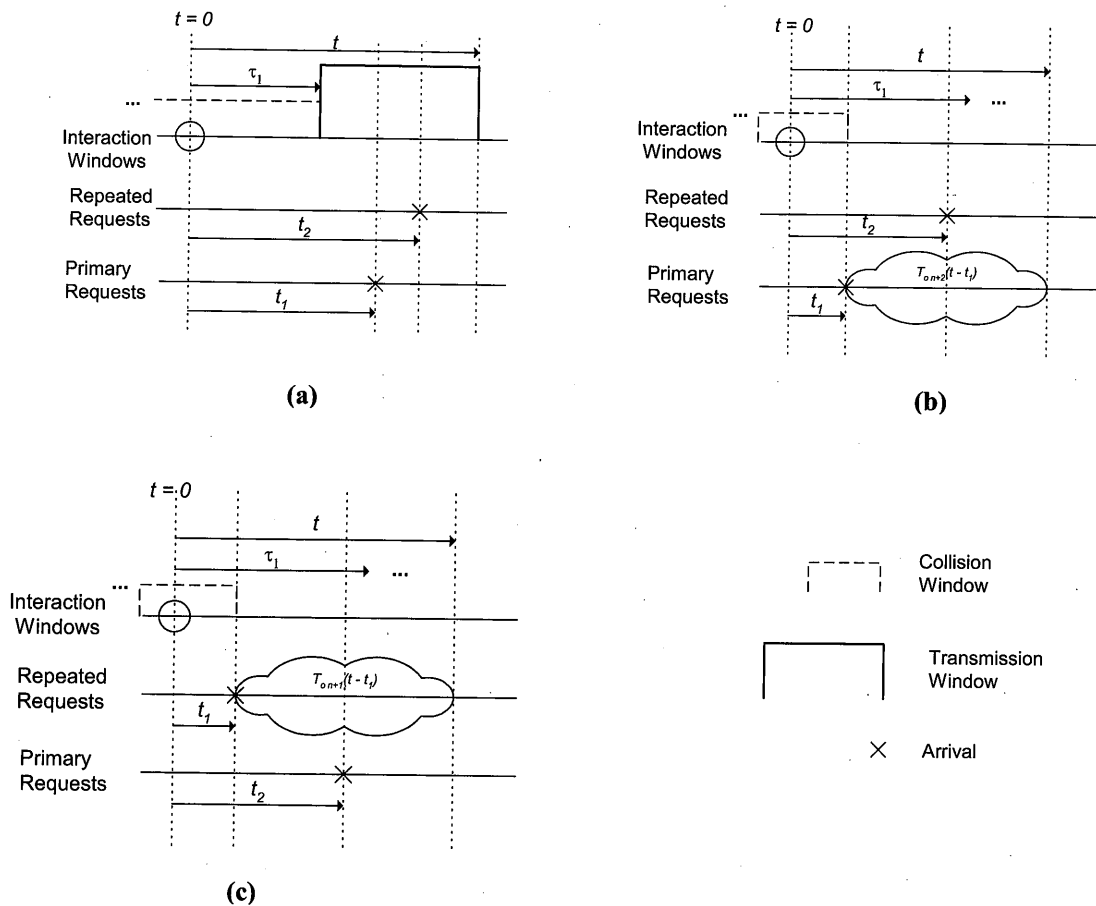 t = 0
t
τ1
...
Interaction
Windows
Repeated
Requests
t2
Primary
Requests
t1
(a)
t = 0
t
τ1
...
...
Interaction
Windows
Repeated
Requests
t2
Primary
Requests
To n+2(t - t1)
t1
(b)
t = 0
t
τ1
...
...
Interaction
Windows
Repeated
Requests
To n+1(t - t1)
t1
Primary
Requests
t2
(c)
Collision
Window
Transmission
Window
Arrival